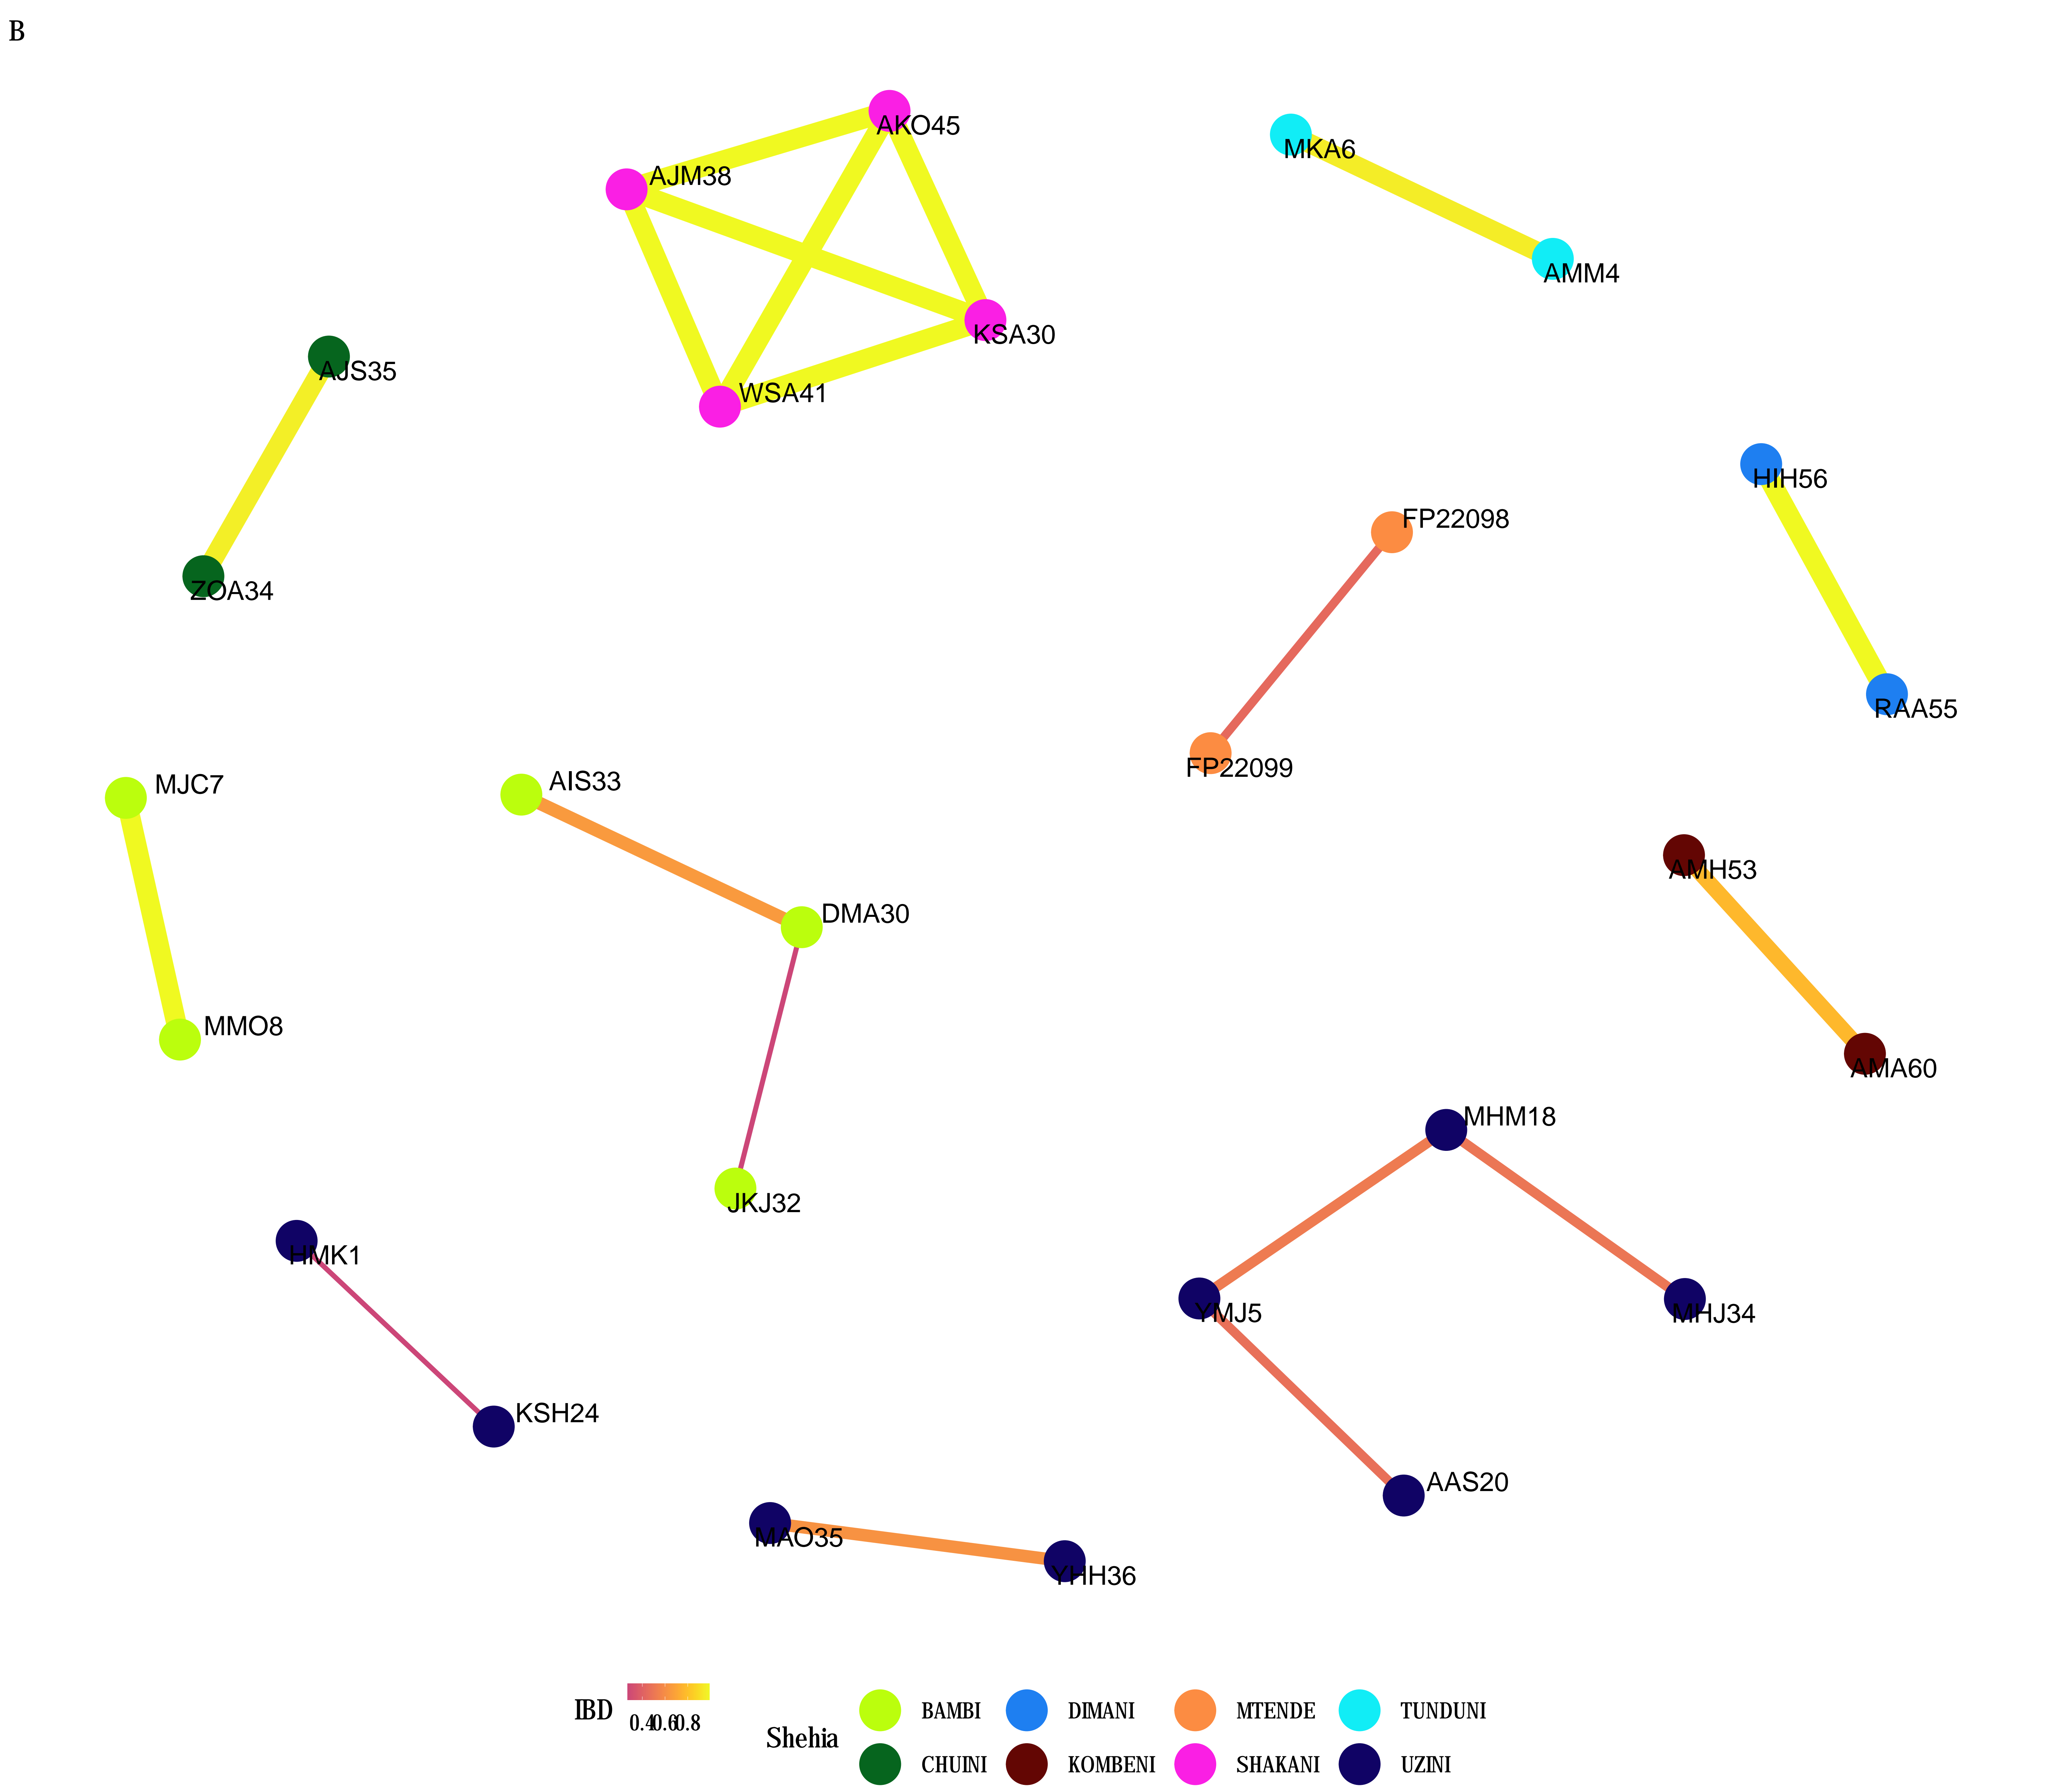 B
AKO45
MKA6
AJM38
AMM4
KSA30
AJS35
WSA41
HIH56
FP22098
ZOA34
RAA55
FP22099
MJC7
AIS33
AMH53
DMA30
MMO8
AMA60
MHM18
JKJ32
HMK1
YMJ5
MHJ34
KSH24
AAS20
MAO35
YHH36
IBD
0.4 0.6 0.8
Shehia
BAMBI DIMANI MTENDE TUNDUNI
CHUINI KOMBENI SHAKANI UZINI